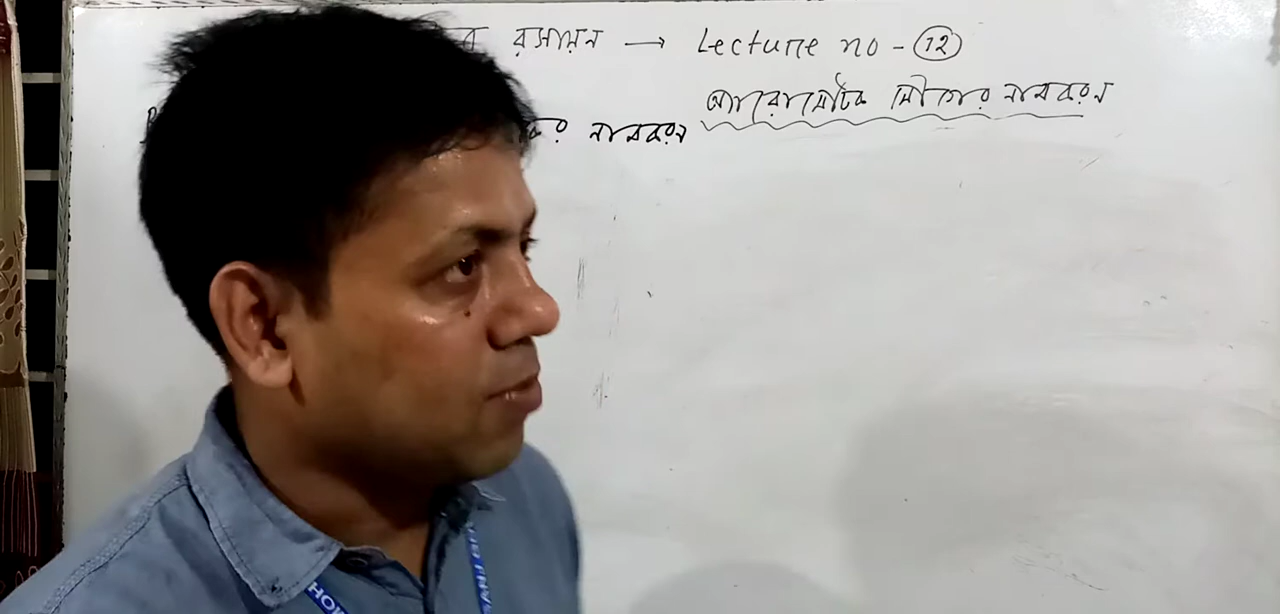 রসায়ন → Lecture no - 12
অ্যারোমেটিক যৌগের নামকরণ
নামকরণ